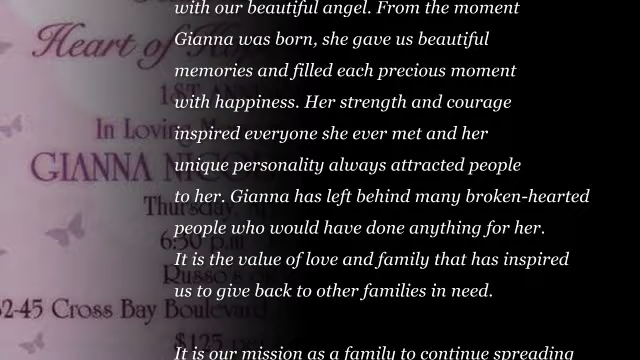 with our beautiful angel. From the moment
Heart of
Gianna was born, she gave us beautiful
memories and filled each precious moment
with happiness. Her strength and courage
In Loving
inspired everyone she ever met and her
GIANNA
unique personality always attracted people
to her. Gianna has left behind many broken-hearted
Thursday,
people who would have done anything for her.
6:30 p.m
It is the value of love and family that has inspired
Russo's
us to give back to other families in need.
2-45 Cross Bay Boulevard
$125
It is our mission as a family to continue spreading